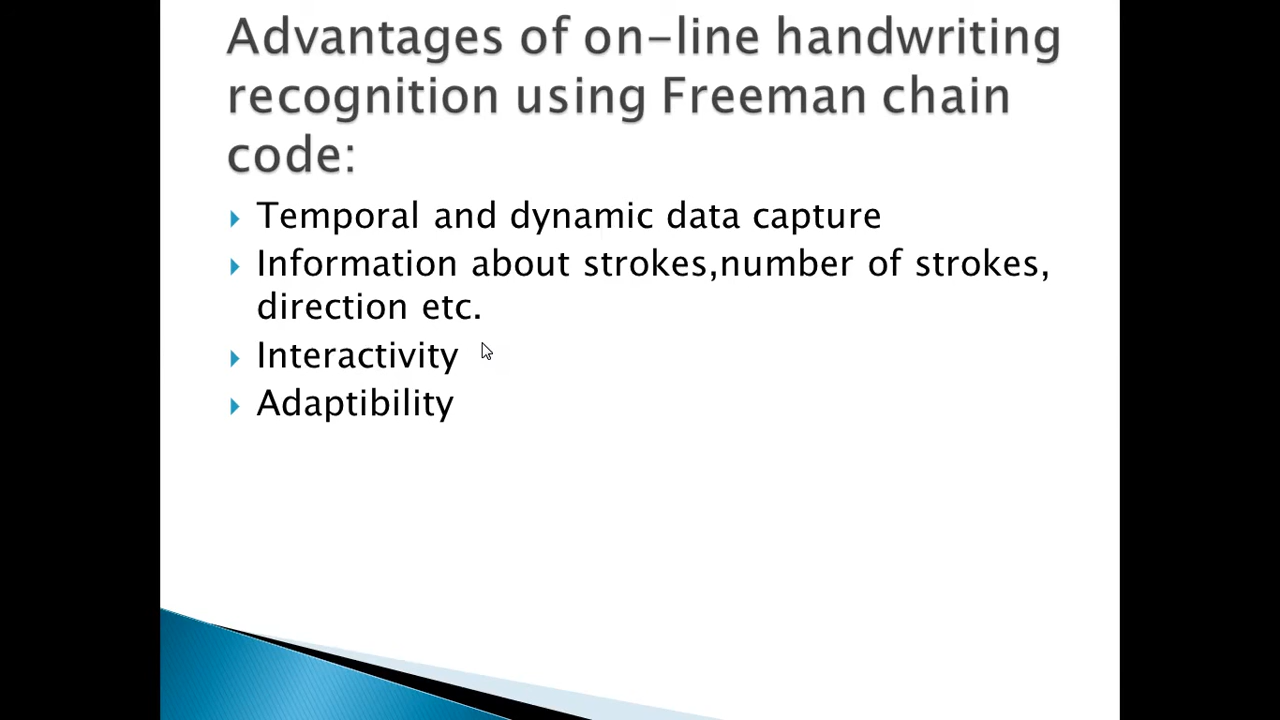 Advantages of on-line handwriting
recognition using Freeman chain
code:
Temporal and dynamic data capture
Information about strokes,number of strokes,
direction etc.
Interactivity
Adaptibility